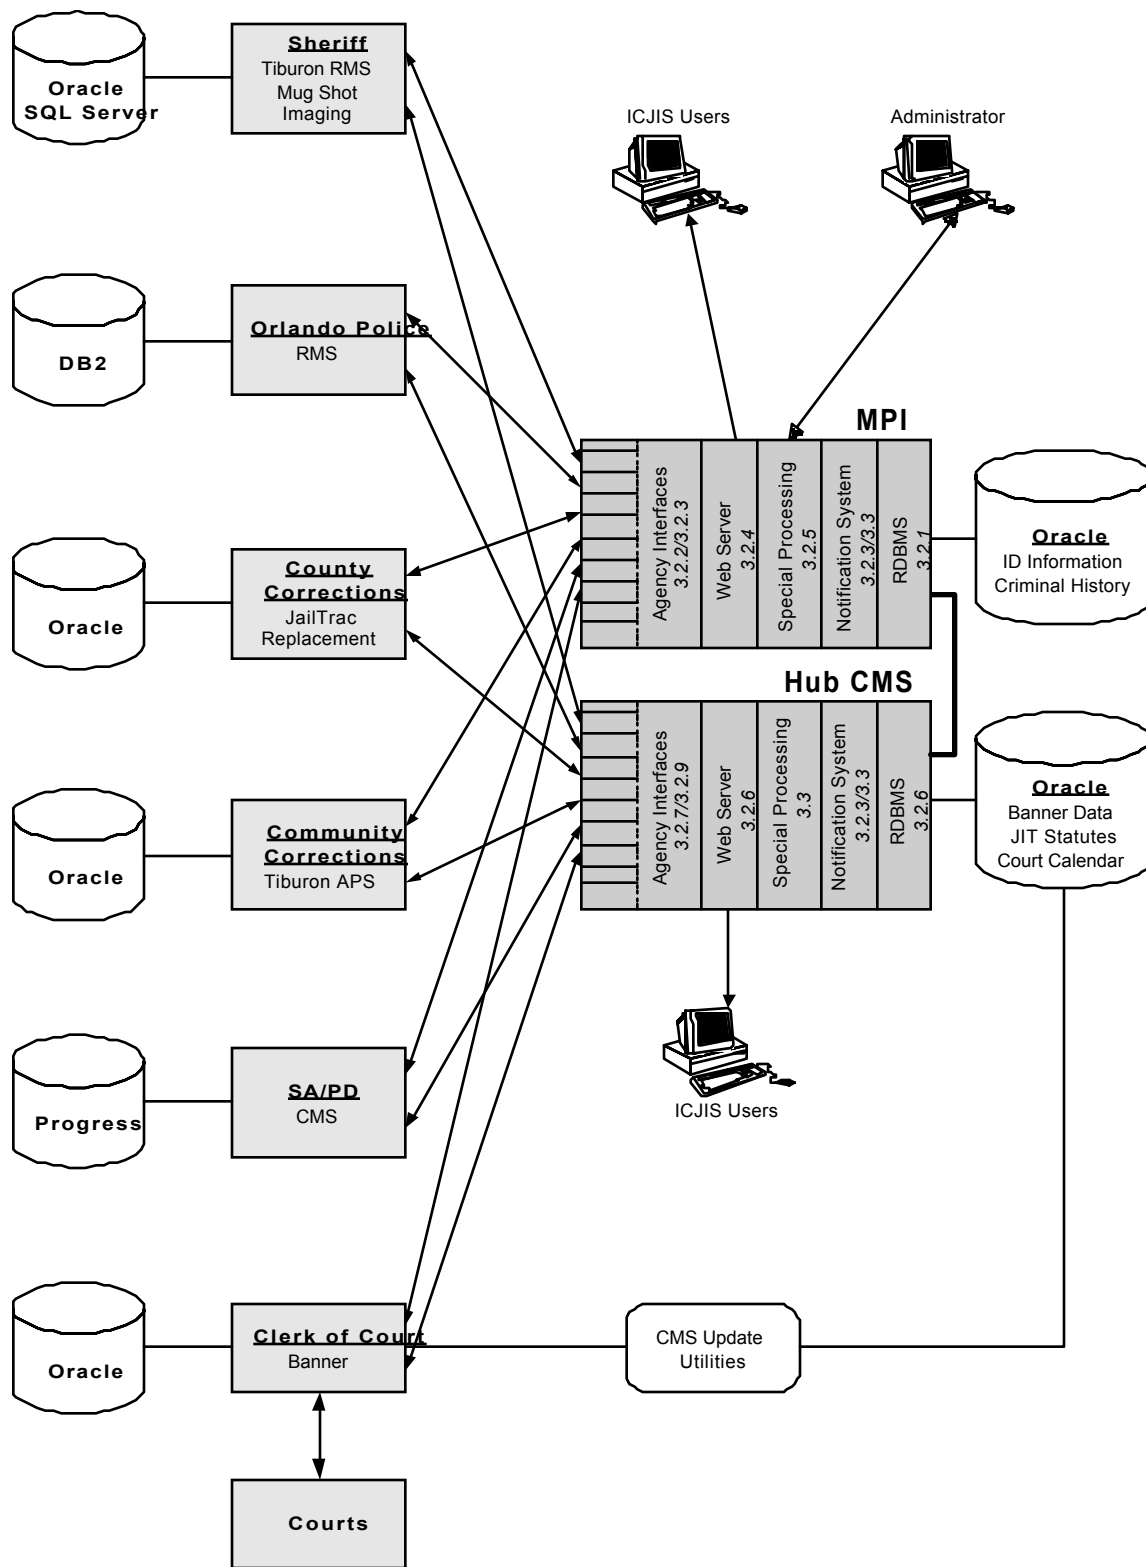 Sheriff
Tiburon RMS
Mug Shot
Imaging
Oracle
SQL Server
ICJIS Users
Administrator
Orlando Police
RMS
DB2
MPI
Agency Interfaces
3.2.2/3.2.3
Web Server
3.2.4
Special Processing
3.2.5
Notification System
3.2.3/3.3
RDBMS
3.2.1
Oracle
ID Information
Criminal History
County
Corrections
JailTrac
Replacement
Oracle
Hub CMS
Agency Interfaces
3.2.7/3.2.9
Web Server
3.2.6
Special Processing
3.3
Notification System
3.2.3/3.3
RDBMS
3.2.6
Oracle
Banner Data
JIT Statutes
Court Calendar
Community
Corrections
Tiburon APS
Oracle
SA/PD
CMS
Progress
ICJIS Users
Clerk of Court
Banner
Oracle
CMS Update
Utilities
Courts